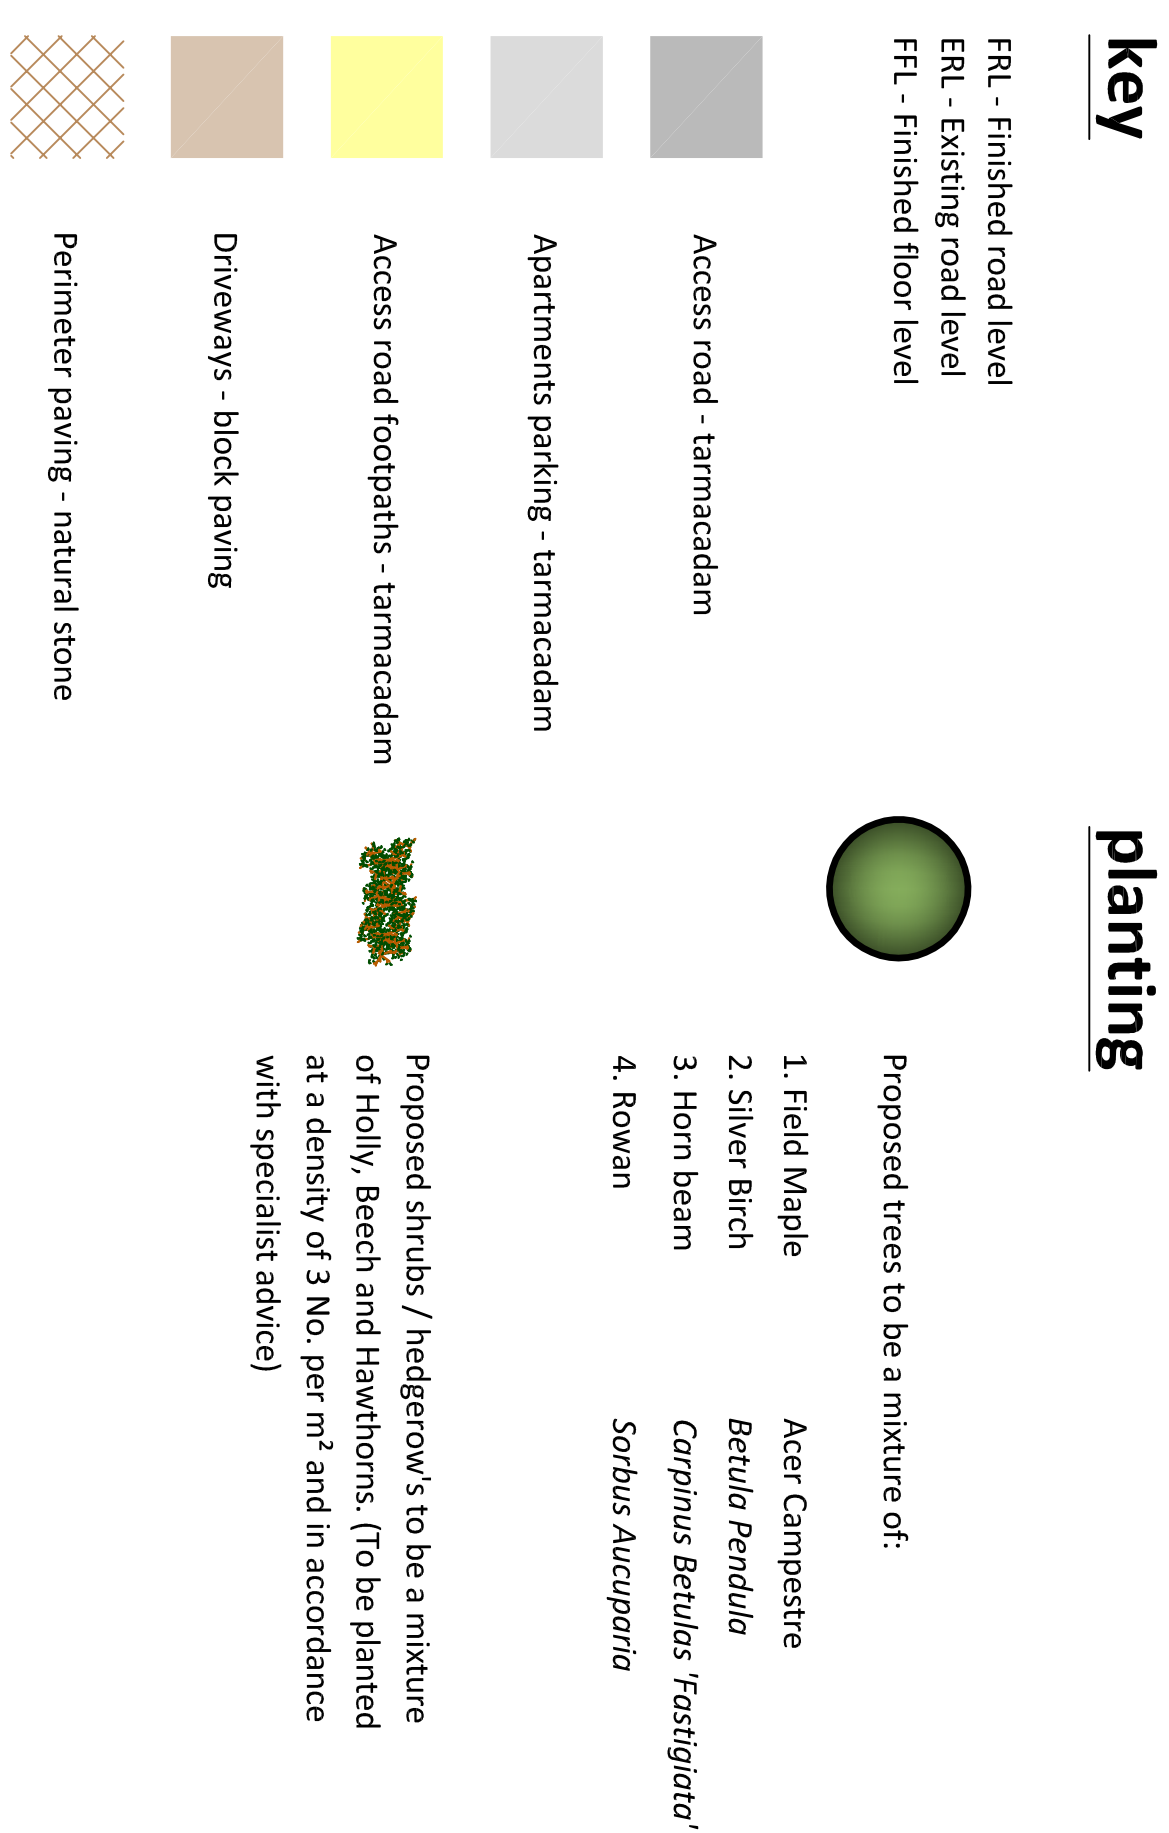 key
FRL - Finished road level
ERL - Existing road level
FFL - Finished floor level
Access road - tarmacadam
Apartments parking - tarmacadam
Access road footpaths - tarmacadam
Driveways - block paving
Perimeter paving - natural stone
planting
Proposed trees to be a mixture of:
1. Field Maple Acer Campestre
2. Silver Birch Betula Pendula
3. Horn beam Carpinus Betulas 'Fastigiata'
4. Rowan Sorbus Aucuparia
Proposed shrubs / hedgerow's to be a mixture
of Holly, Beech and Hawthorns. (To be planted
at a density of 3 No. per m² and in accordance
with specialist advice)